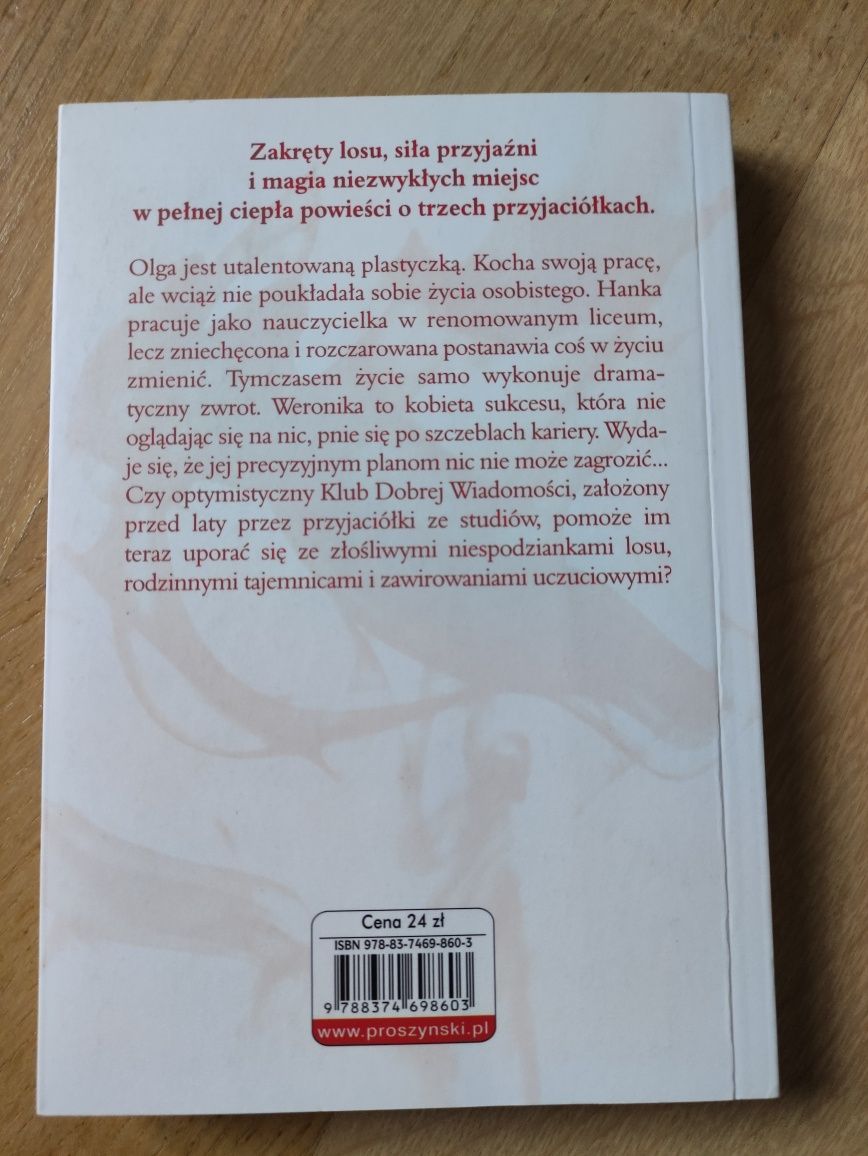 Zakręty losu, siła przyjaźni
i magia niezwykłych miejsc
w pełnej ciepła powieści o trzech przyjaciółkach.
Olga jest utalentowaną plastyczką. Kocha swoją pracę,
ale wciąż nie poukładała sobie życia osobistego. Hanka
pracuje jako nauczycielka w renomowanym liceum,
lecz zniechęcona i rozczarowana postanawia coś w życiu
zmienić. Tymczasem życie samo wykonuje drama-
tyczny zwrot. Weronika to kobieta sukcesu, która nie
oglądając się na nic, pnie się po szczeblach kariery. Wyda-
je się, że jej precyzyjnym planom nic nie może zagrozić...
Czy optymistyczny Klub Dobrej Wiadomości, założony
przed laty przez przyjaciółki ze studiów, pomoże im
teraz uporać się ze złośliwymi niespodziankami losu,
rodzinnymi tajemnicami i zawirowaniami uczuciowymi?
Cena 24 zł
ISBN 978-83-7469-860-3
9 788374 698603
www.proszynski.pl